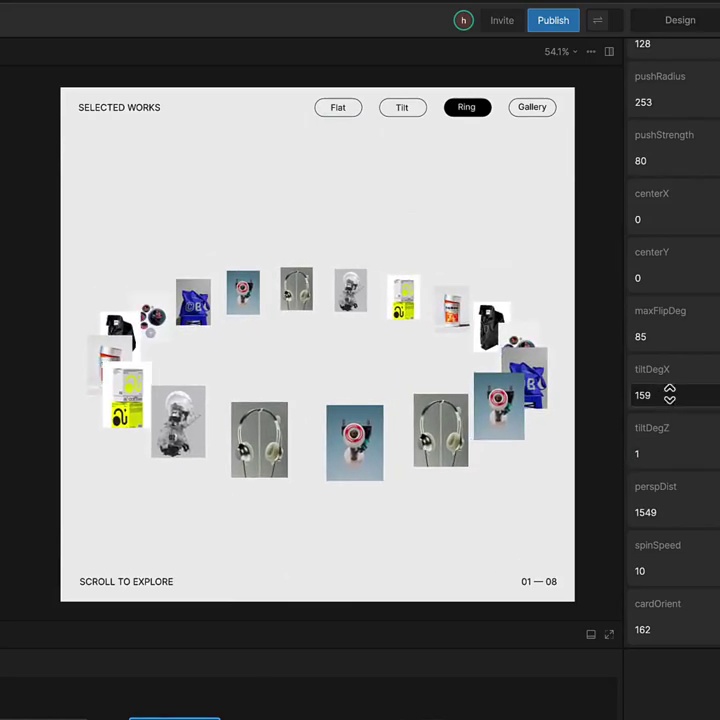 h
Invite
Publish
Design
54.1%
128
pushRadius
253
pushStrength
80
centerX
0
centerY
0
maxFlipDeg
85
tiltDegX
159
tiltDegZ
1
perspDist
1549
spinSpeed
10
cardOrient
162
SELECTED WORKS
Flat
Tilt
Ring
Gallery
SCROLL TO EXPLORE
01 — 08